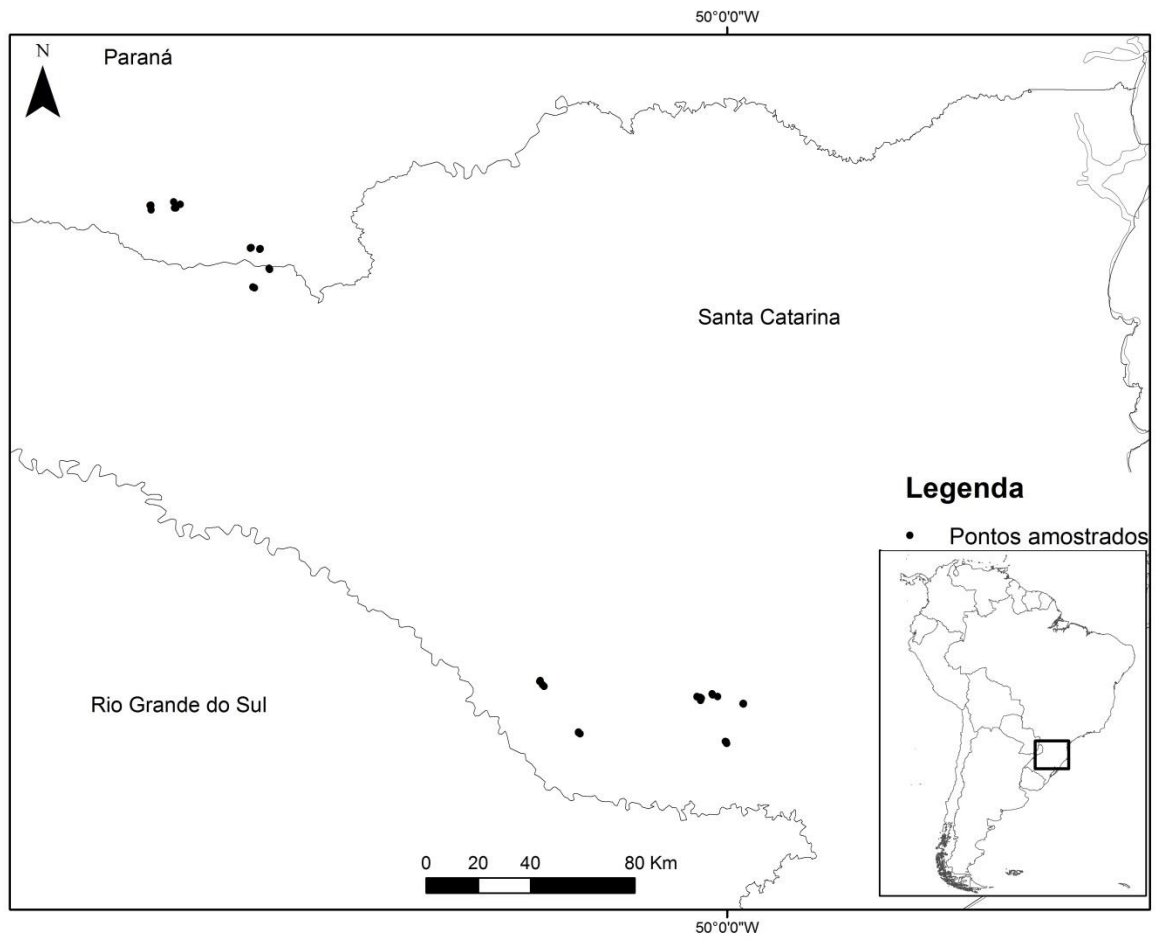 50°0'0"W
N
Paraná
Santa Catarina
Legenda
Pontos amostrados
Rio Grande do Sul
0 20 40 80 Km
50°0'0"W